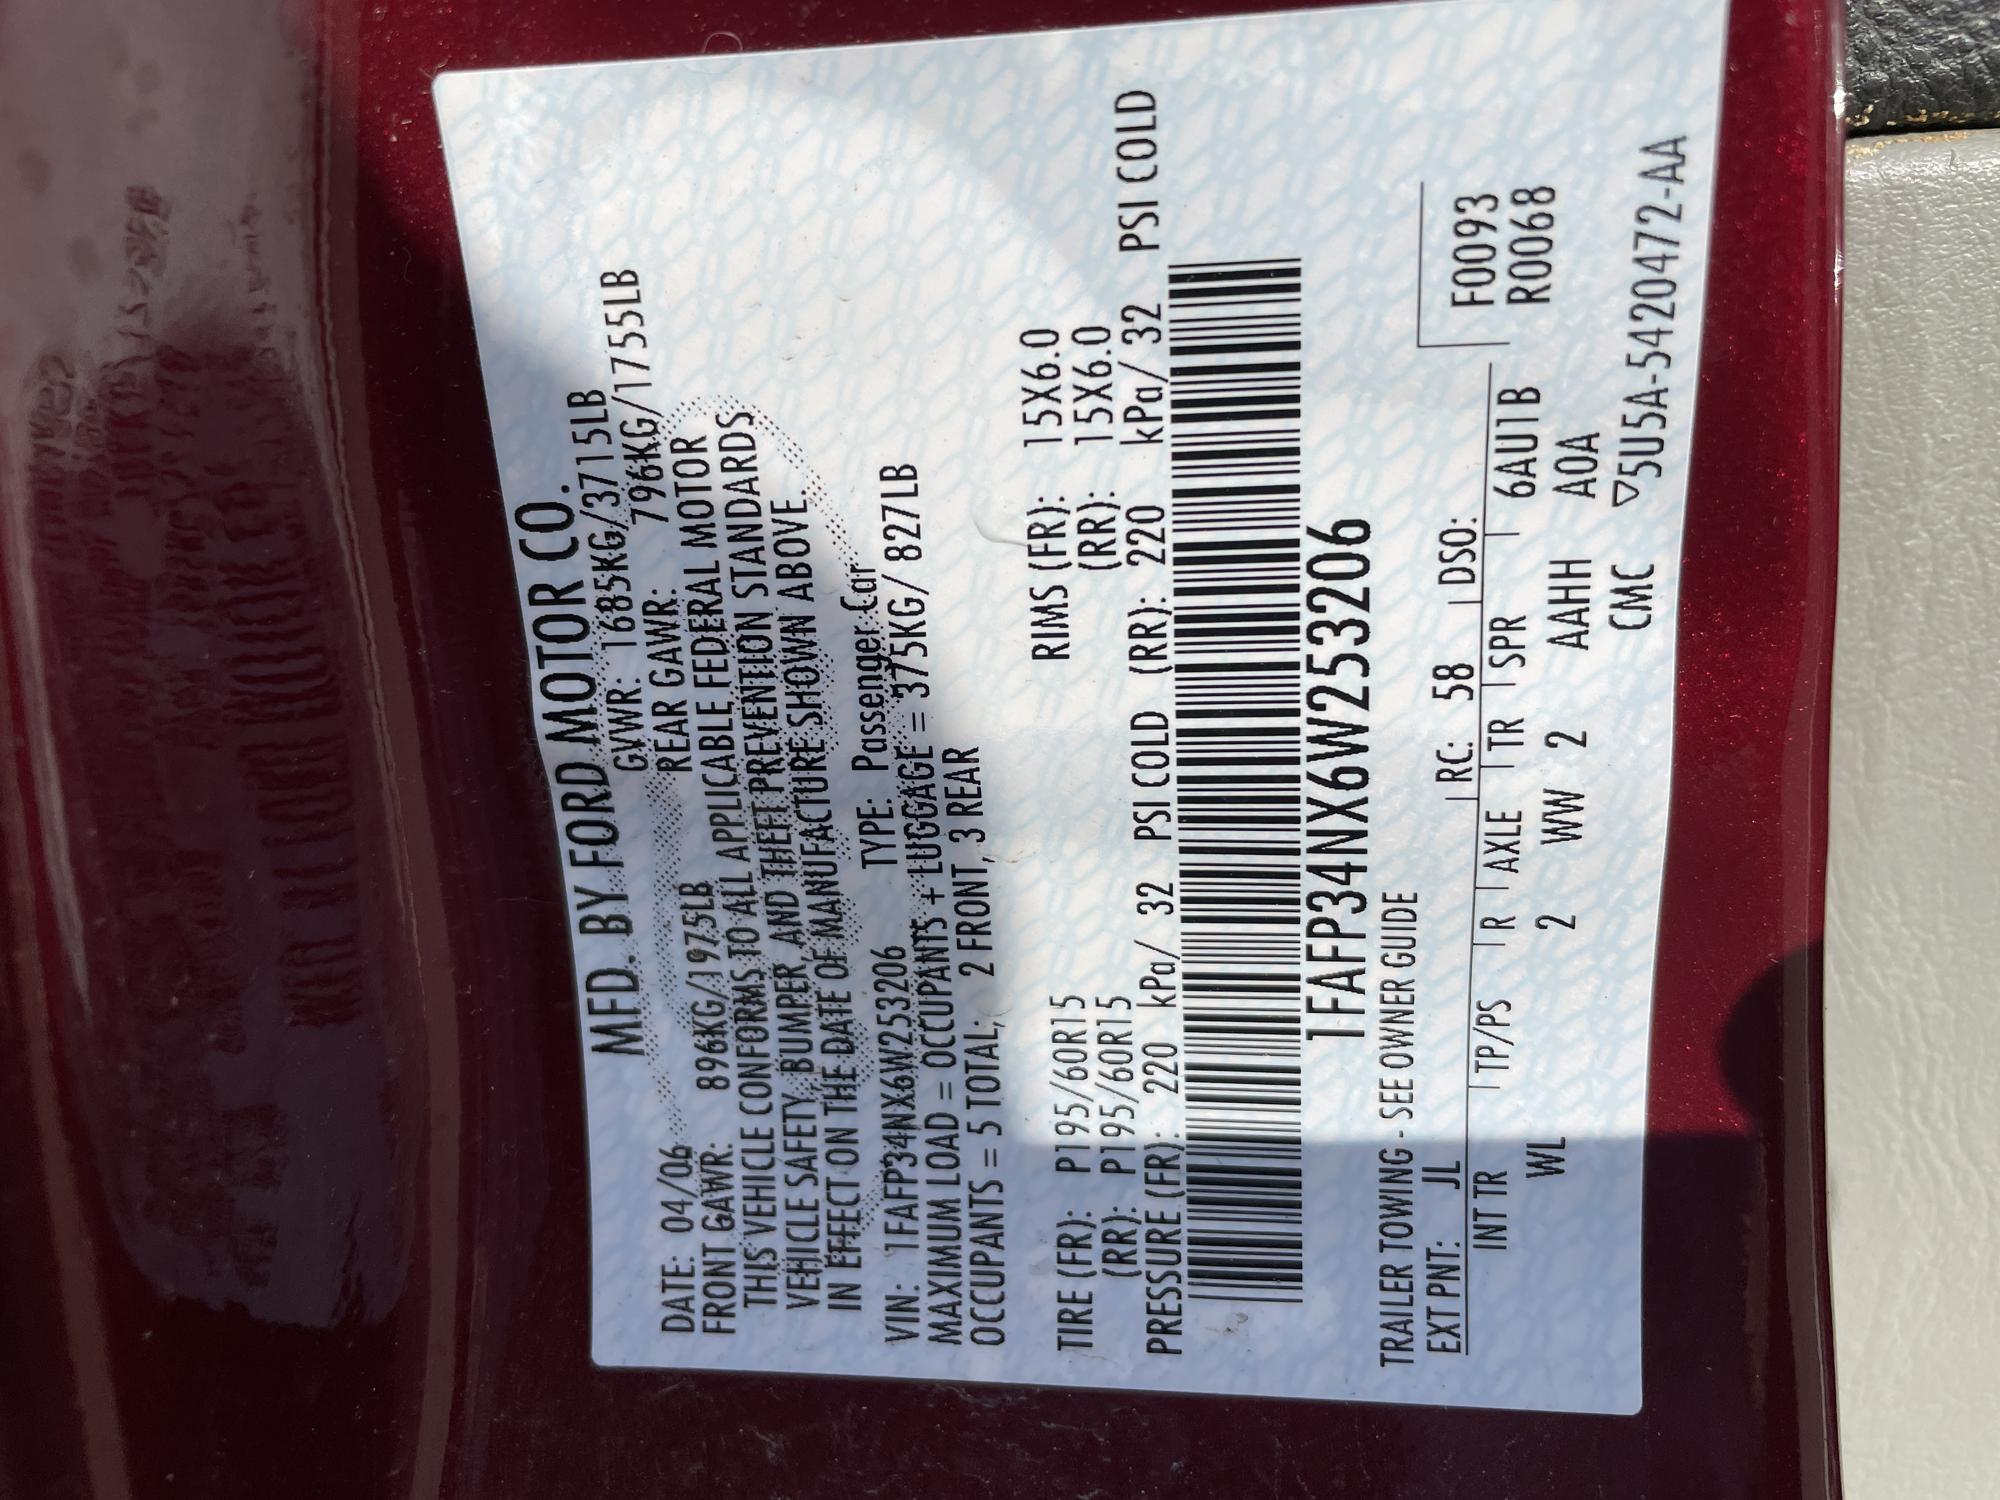 MFD. BY FORD MOTOR CO.
DATE: 04/06 GVWR: 1685KG/3715LB
FRONT GAWR: 896KG/1975LB REAR GAWR: 796KG/1755LB
THIS VEHICLE CONFORMS TO ALL APPLICABLE FEDERAL MOTOR
VEHICLE SAFETY, BUMPER, AND THEFT PREVENTION STANDARDS
IN EFFECT ON THE DATE OF MANUFACTURE SHOWN ABOVE.
VIN: 1FAFP34NX6W253206 TYPE: Passenger Car
MAXIMUM LOAD = OCCUPANTS + LUGGAGE = 375KG/ 827LB
OCCUPANTS = 5 TOTAL, 2 FRONT, 3 REAR
TIRE (FR): P195/60R15 RIMS (FR): 15X6.0
(RR): P195/60R15 (RR): 15X6.0
PRESSURE (FR): 220 kPa/ 32 PSI COLD (RR): 220 kPa/ 32 PSI COLD
1FAFP34NX6W253206
TRAILER TOWING - SEE OWNER GUIDE
EXT PNT: JL RC: 58 DSO: F0093
INT TR TP/PS R AXLE TR SPR 6AU1B R0068
WL 2 WW 2 AAHH A0A
CMC ▽5U5A-5420472-AA